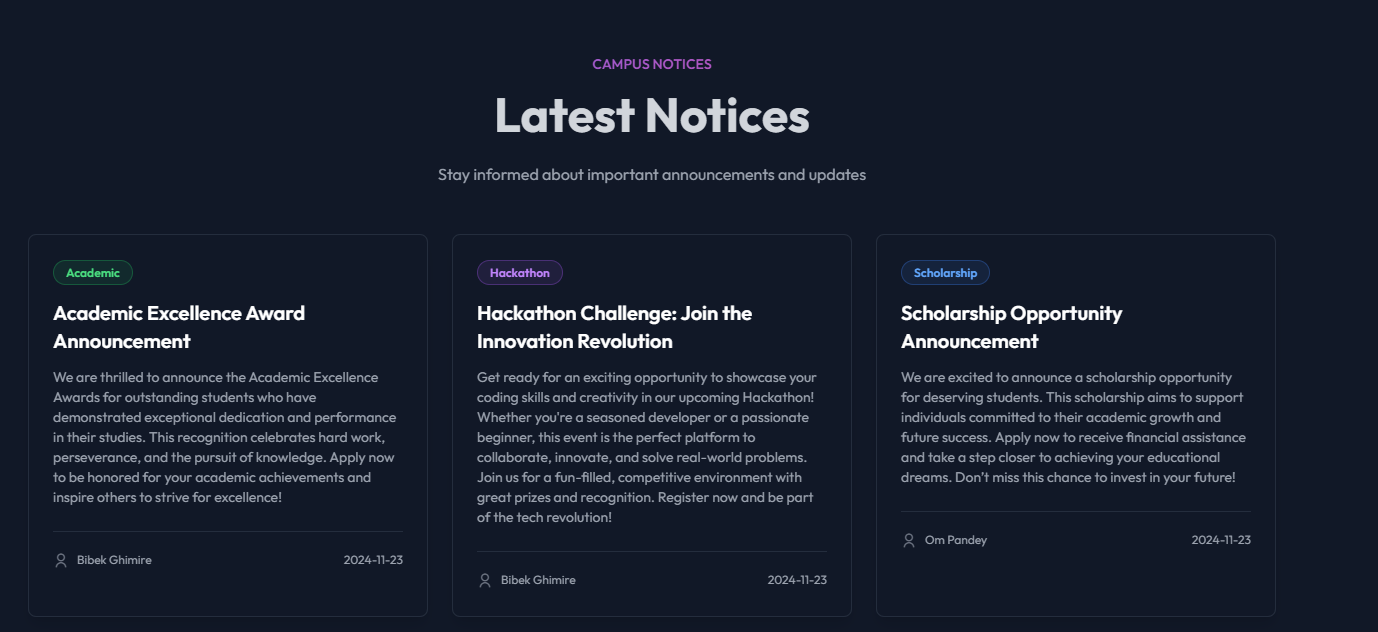 CAMPUS NOTICES
Latest Notices
Stay informed about important announcements and updates
Academic
Academic Excellence Award
Announcement
We are thrilled to announce the Academic Excellence
Awards for outstanding students who have
demonstrated exceptional dedication and performance
in their studies. This recognition celebrates hard work,
perseverance, and the pursuit of knowledge. Apply now
to be honored for your academic achievements and
inspire others to strive for excellence!
Bibek Ghimire
2024-11-23
Hackathon
Hackathon Challenge: Join the
Innovation Revolution
Get ready for an exciting opportunity to showcase your
coding skills and creativity in our upcoming Hackathon!
Whether you're a seasoned developer or a passionate
beginner, this event is the perfect platform to
collaborate, innovate, and solve real-world problems.
Join us for a fun-filled, competitive environment with
great prizes and recognition. Register now and be part
of the tech revolution!
Bibek Ghimire
2024-11-23
Scholarship
Scholarship Opportunity
Announcement
We are excited to announce a scholarship opportunity
for deserving students. This scholarship aims to support
individuals committed to their academic growth and
future success. Apply now to receive financial assistance
and take a step closer to achieving your educational
dreams. Don't miss this chance to invest in your future!
Om Pandey
2024-11-23